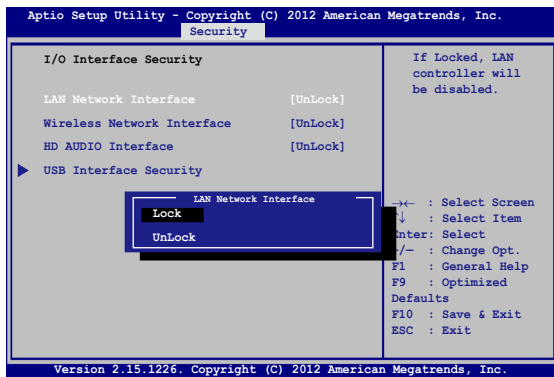 Aptio Setup Utility - Copyright (C) 2012 American Megatrends, Inc.
Security
I/O Interface Security
LAN Network Interface [UnLock]
Wireless Network Interface [UnLock]
HD AUDIO Interface [UnLock]
USB Interface Security
LAN Network Interface
Lock
UnLock
If Locked, LAN
controller will
be disabled.
→← : Select Screen
↓ : Select Item
nter: Select
/— : Change Opt.
F1 : General Help
F9 : Optimized
Defaults
F10 : Save & Exit
ESC : Exit
Version 2.15.1226. Copyright (C) 2012 American Megatrends, Inc.